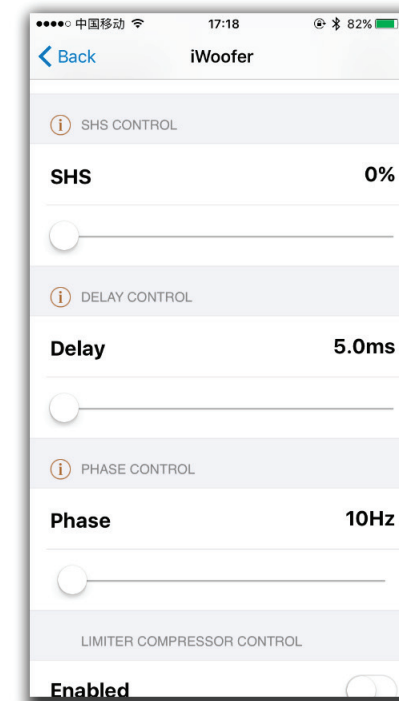 中国移动 17:18 82%
Back iWoofer
SHS CONTROL
SHS 0%
DELAY CONTROL
Delay 5.0ms
PHASE CONTROL
Phase 10Hz
LIMITER COMPRESSOR CONTROL
Enabled